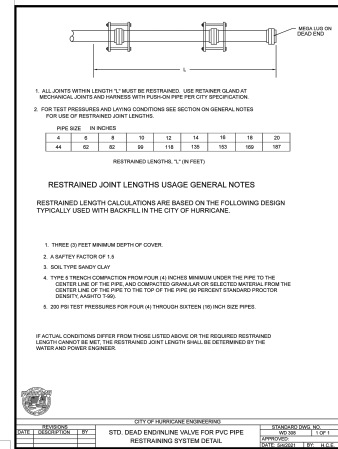 MEGA LUG ON
DEAD END
L
1. ALL JOINTS WITHIN LENGTH "L" MUST BE RESTRAINED. USE RETAINER GLAND AT
MECHANICAL JOINTS AND HARNESS WITH PUSH-ON PIPE PER CITY SPECIFICATION.
2. FOR TEST PRESSURES AND LAYING CONDITIONS SEE SECTION ON GENERAL NOTES
FOR USE OF RESTRAINED JOINT LENGTHS.
PIPE SIZE IN INCHES
4 6 8 10 12 14 16 18 20
44 62 82 99 118 135 153 169 187
RESTRAINED LENGTHS, "L" (IN FEET)
RESTRAINED JOINT LENGTHS USAGE GENERAL NOTES
RESTRAINED LENGTH CALCULATIONS ARE BASED ON THE FOLLOWING DESIGN
TYPICALLY USED WITH BACKFILL IN THE CITY OF HURRICANE.
1. THREE (3) FEET MINIMUM DEPTH OF COVER.
2. A SAFTEY FACTOR OF 1.5
3. SOIL TYPE SANDY CLAY
4. TYPE 5 TRENCH COMPACTION FROM FOUR (4) INCHES MINIMUM UNDER THE PIPE TO THE
CENTER LINE OF THE PIPE, AND COMPACTED GRANULAR OR SELECTED MATERIAL FROM THE
CENTER LINE OF THE PIPE TO THE TOP OF THE PIPE (90 PERCENT STANDARD PROCTOR
DENSITY, AASHTO T-99).
5. 200 PSI TEST PRESSURES FOR FOUR (4) THROUGH SIXTEEN (16) INCH SIZE PIPES.
IF ACTUAL CONDITIONS DIFFER FROM THOSE LISTED ABOVE OR THE REQUIRED RESTRAINED
LENGTH CANNOT BE MET, THE RESTRAINED JOINT LENGTH SHALL BE DETERMINED BY THE
WATER AND POWER ENGINEER.
CITY OF HURRICANE ENGINEERING
REVISIONS
DATE DESCRIPTION BY
STD. DEAD END/INLINE VALVE FOR PVC PIPE
RESTRAINING SYSTEM DETAIL
STANDARD DWG. NO.
WD 308 1 OF 1
APPROVED:
DATE: 5/4/2021 BY: H.C.E.